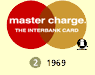 master charge.
THE INTERBANK CARD
2 1969